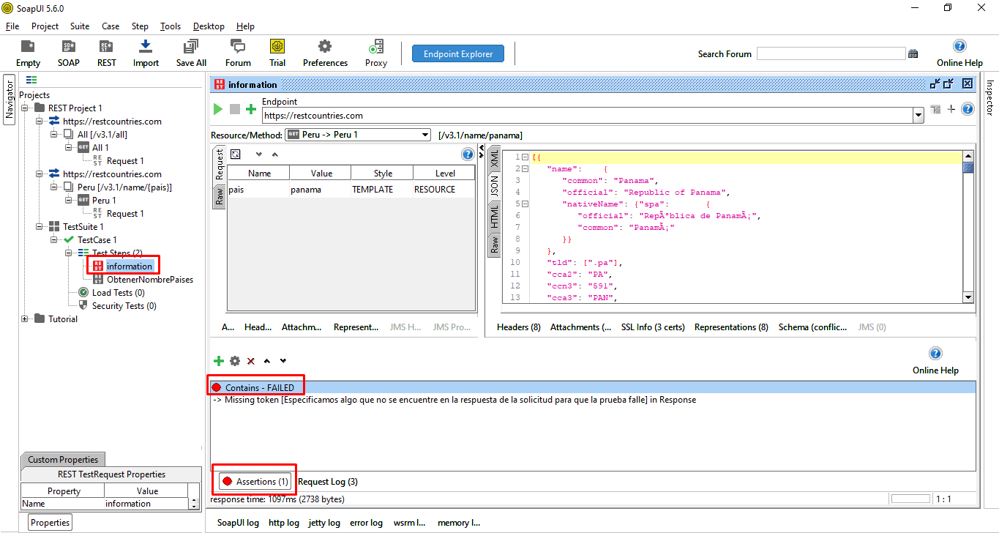 SoapUI 5.6.0
File Project Suite Case Step Tools Desktop Help
Empty SOAP REST Import Save All Forum Trial Preferences Proxy Endpoint Explorer Search Forum Online Help
Navigator
Projects
REST Project 1
https://restcountries.com
All [/v3.1/all]
GET All 1
REST Request 1
https://restcountries.com
Peru [/v3.1/name/{pais}]
GET Peru 1
REST Request 1
TestSuite 1
TestCase 1
Test Steps (2)
REST information
REST ObtenerNombrePaises
Load Tests (0)
Security Tests (0)
Tutorial
Custom Properties
REST TestRequest Properties
Property Value
Name information
Properties
REST information
Endpoint
https://restcountries.com
Resource/Method: GET Peru -> Peru 1 [/v3.1/name/panama]
Request
Raw
Name Value Style Level
pais panama TEMPLATE RESOURCE
A... Head... Attachm... Represent... JMS H... JMS Pro...
XML
JSON
HTML
Raw
1 [{
2 "name": {
3 "common": "Panama",
4 "official": "Republic of Panama",
5 "nativeName": {"spa": {
6 "official": "RepÃºblica de PanamÃ¡",
7 "common": "PanamÃ¡"
8 }}
9 },
10 "tld": [".pa"],
11 "cca2": "PA",
12 "ccn3": "591",
13 "cca3": "PAN",
Headers (8) Attachments (... SSL Info (3 certs) Representations (8) Schema (conflic... JMS (0)
Online Help
Contains - FAILED
-> Missing token [Especificamos algo que no se encuentre en la respuesta de la solicitud para que la prueba falle] in Response
Assertions (1) Request Log (3)
response time: 1097ms (2738 bytes) 1 : 1
SoapUI log http log jetty log error log wsrm l... memory l...
Inspector